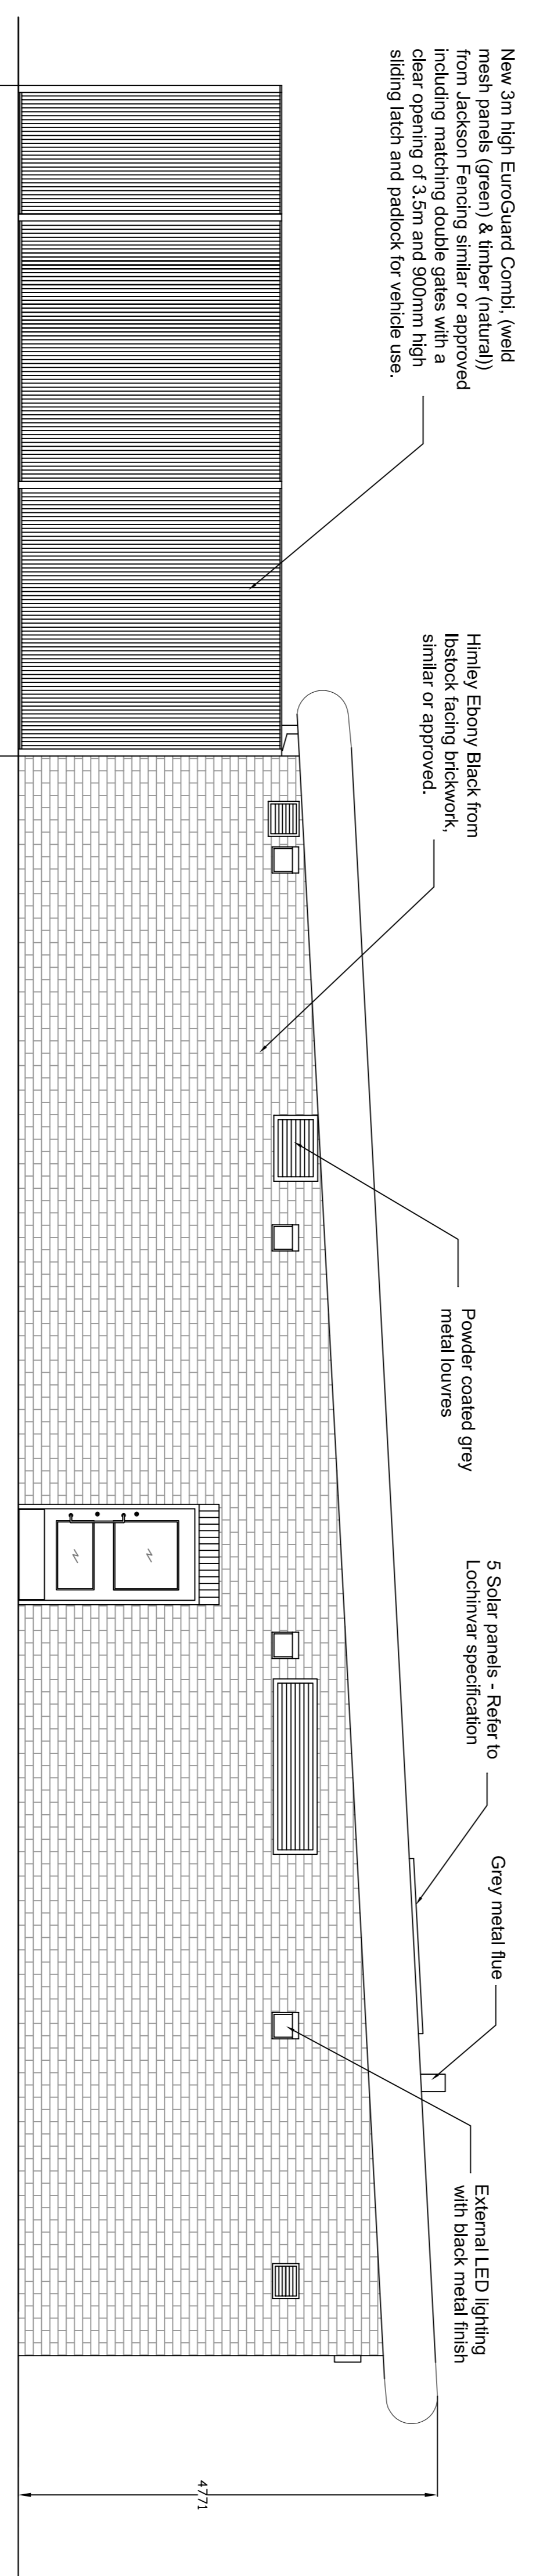 New 3m high EuroGuard Combi, (weld
mesh panels (green) & timber (natural))
from Jackson Fencing similar or approved
including matching double gates with a
clear opening of 3.5m and 900mm high
sliding latch and padlock for vehicle use.
Himley Ebony Black from
Ibstock facing brickwork,
similar or approved.
Powder coated grey
metal louvres
5 Solar panels - Refer to
Lochinvar specification
Grey metal flue
External LED lighting
with black metal finish
4771